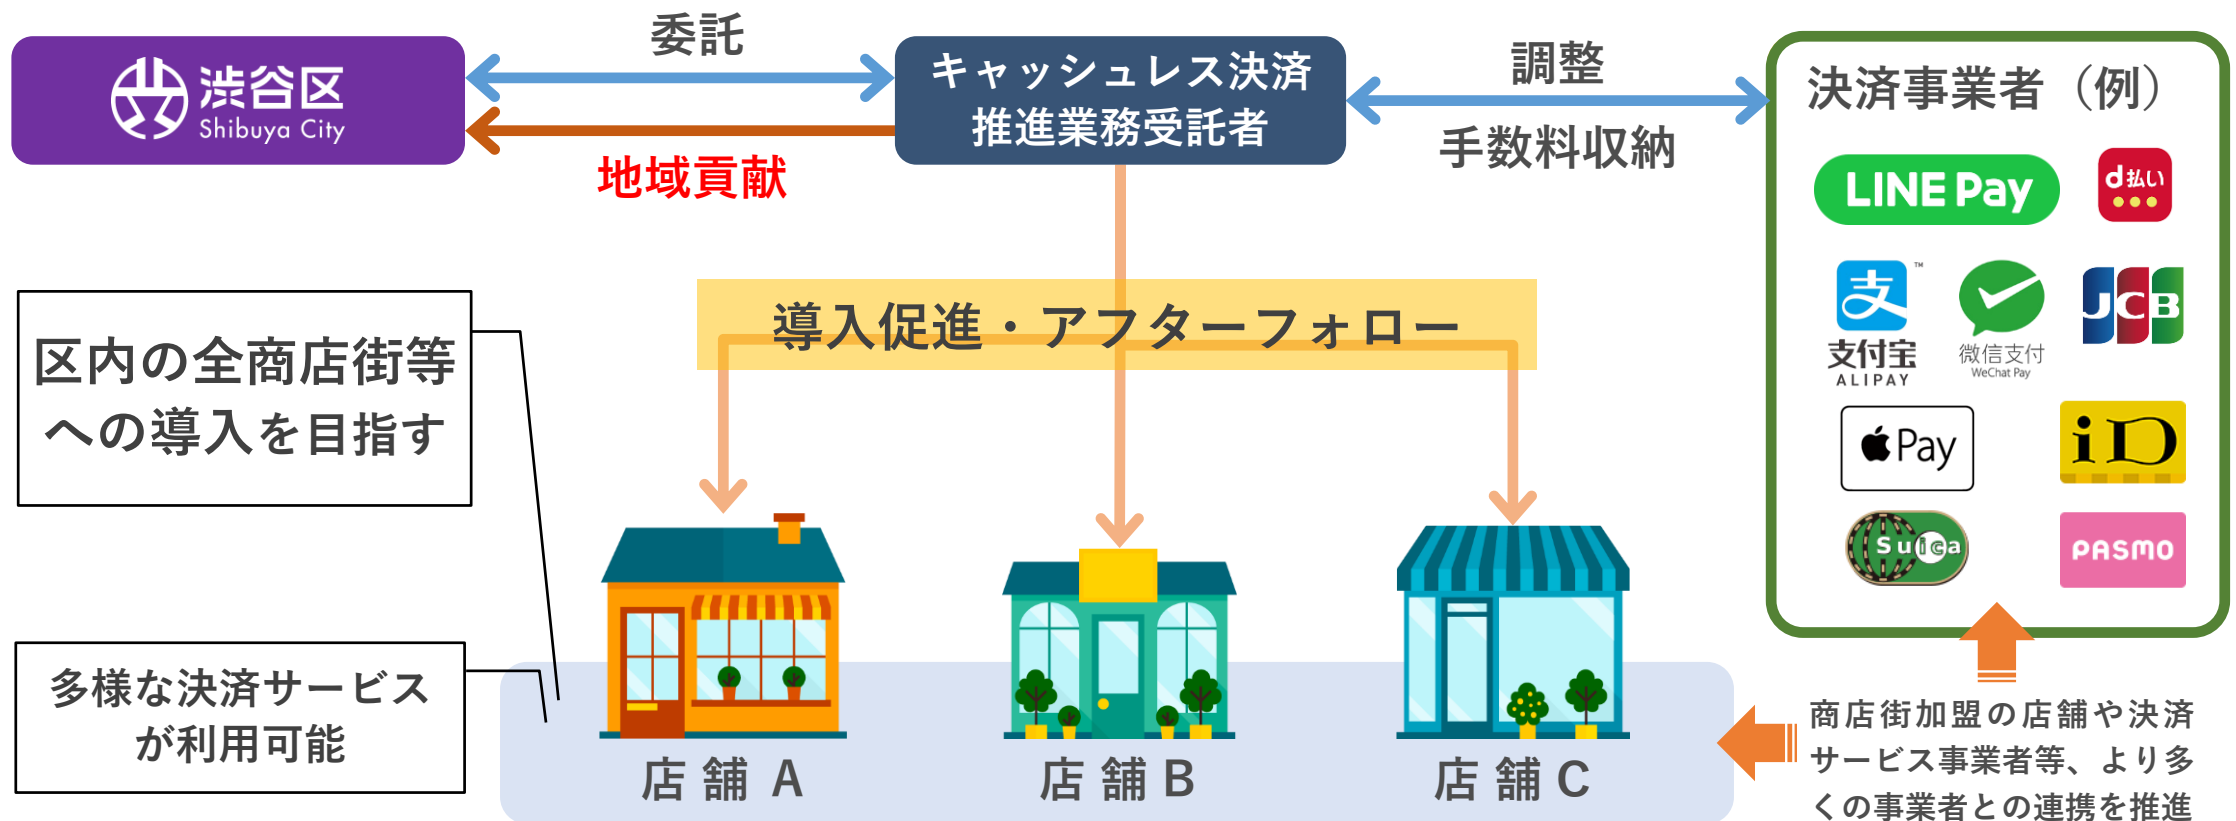 渋谷区
Shibuya City
委託
地域貢献
キャッシュレス決済
推進業務受託者
調整
手数料収納
決済事業者（例）
LINE Pay
d払い
支
TM
支付宝
ALIPAY
微信支付
WeChat Pay
JCB
Pay
iD
Suica
PASMO
導入促進・アフターフォロー
区内の全商店街等
への導入を目指す
多様な決済サービス
が利用可能
店舗 A
店舗 B
店舗 C
商店街加盟の店舗や決済
サービス事業者等、より多
くの事業者との連携を推進